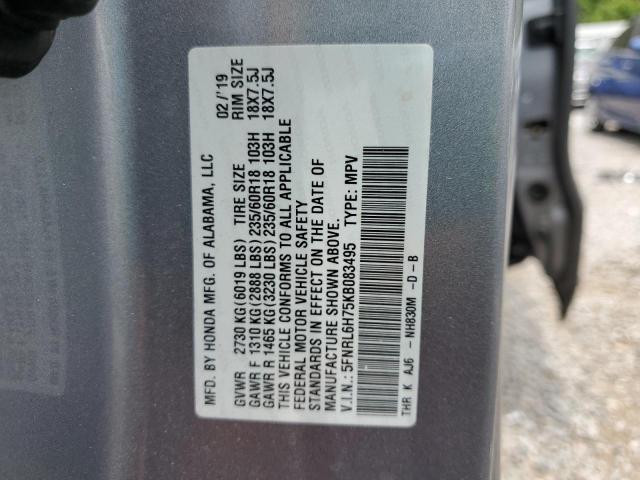 MFD. BY HONDA MFG. OF ALABAMA, LLC 02/'19
GVWR 2730 KG(6019 LBS) TIRE SIZE RIM SIZE
GAWR F 1310 KG(2888 LBS) 235/60R18 103H 18X7.5J
GAWR R 1465 KG(3230 LBS) 235/60R18 103H 18X7.5J
THIS VEHICLE CONFORMS TO ALL APPLICABLE
FEDERAL MOTOR VEHICLE SAFETY
STANDARDS IN EFFECT ON THE DATE OF
MANUFACTURE SHOWN ABOVE.
V.I.N.: 5FNRL6H75KB083495 TYPE: MPV
THR K AJ6 - NH830M -D-B